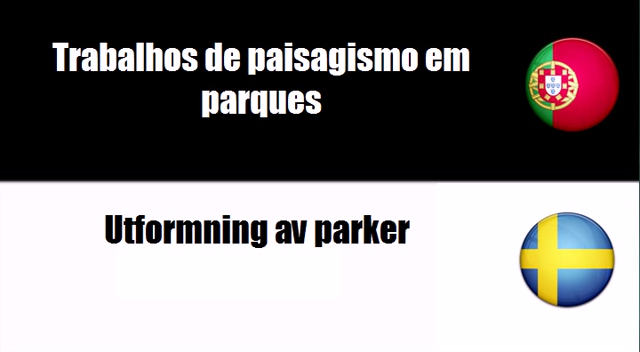 Trabalhos de paisagismo em
parques
Utformning av parker